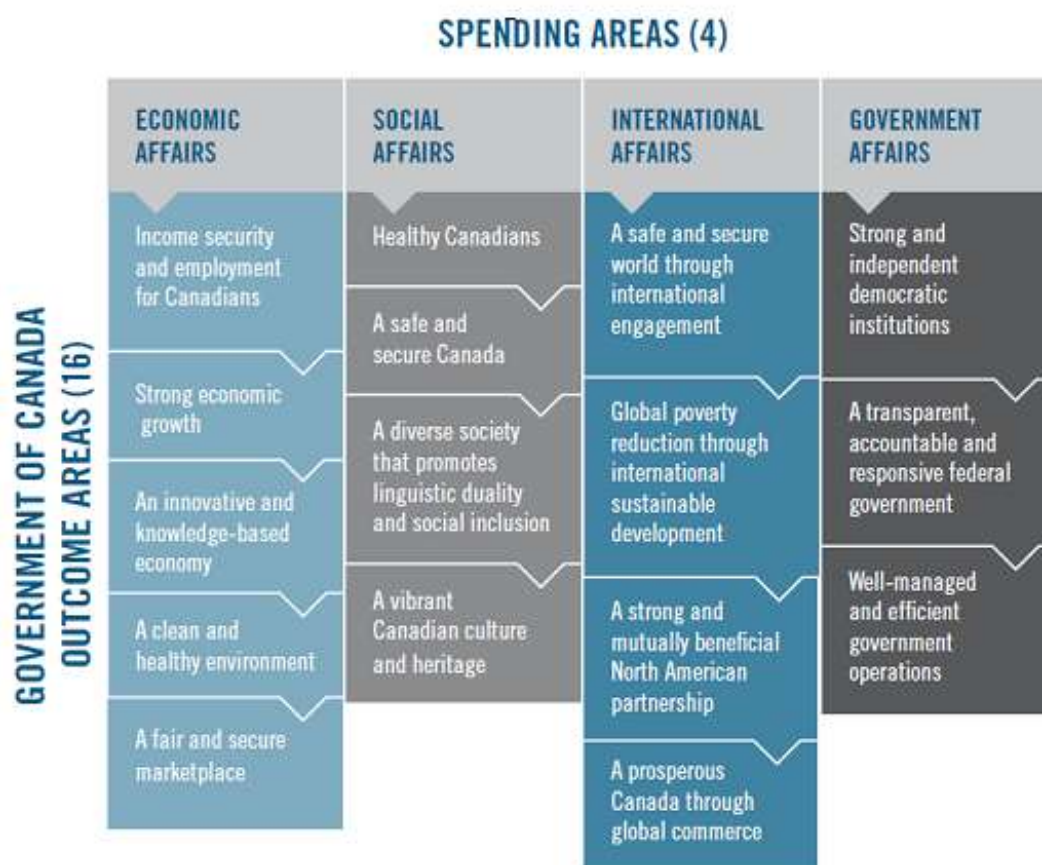 SPENDING AREAS (4)
GOVERNMENT OF CANADA
OUTCOME AREAS (16)
ECONOMIC
AFFAIRS
Income security
and employment
for Canadians
Strong economic
growth
An innovative and
knowledge-based
economy
A clean and
healthy environment
A fair and secure
marketplace
SOCIAL
AFFAIRS
Healthy Canadians
A safe and
secure Canada
A diverse society
that promotes
linguistic duality
and social inclusion
A vibrant
Canadian culture
and heritage
INTERNATIONAL
AFFAIRS
A safe and secure
world through
international
engagement
Global poverty
reduction through
international
sustainable
development
A strong and
mutually beneficial
North American
partnership
A prosperous
Canada through
global commerce
GOVERNMENT
AFFAIRS
Strong and
independent
democratic
institutions
A transparent,
accountable and
responsive federal
government
Well-managed
and efficient
government
operations